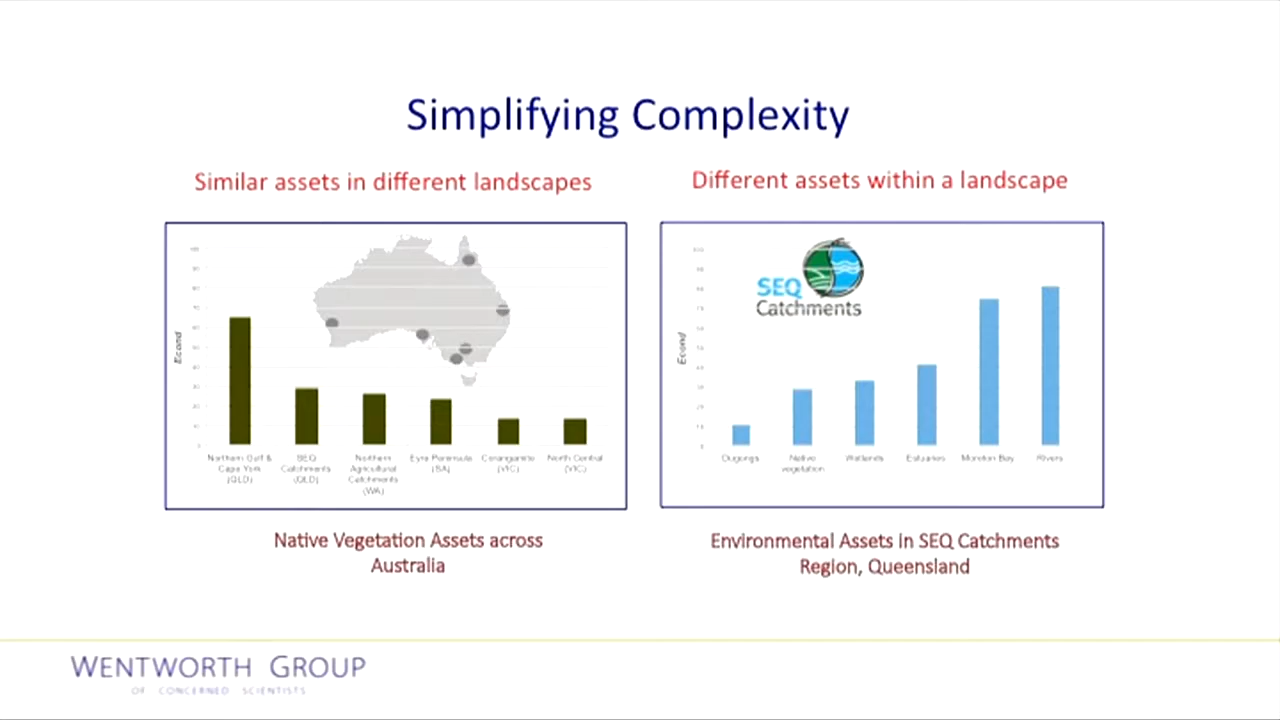 Simplifying Complexity
Similar assets in different landscapes
Different assets within a landscape
Econd
Northern Gulf &
Cape York
(QLD)
SEQ
Catchments
(QLD)
Northern
Agricultural
Catchments
(WA)
Eyre Peninsula
(SA)
Corangamite
(VIC)
North Central
(VIC)
Native Vegetation Assets across
Australia
SEQ
Catchments
Econd
Dugongs
Native
vegetation
Wetlands
Estuaries
Moreton Bay
Rivers
Environmental Assets in SEQ Catchments
Region, Queensland
WENTWORTH GROUP
OF CONCERNED SCIENTISTS